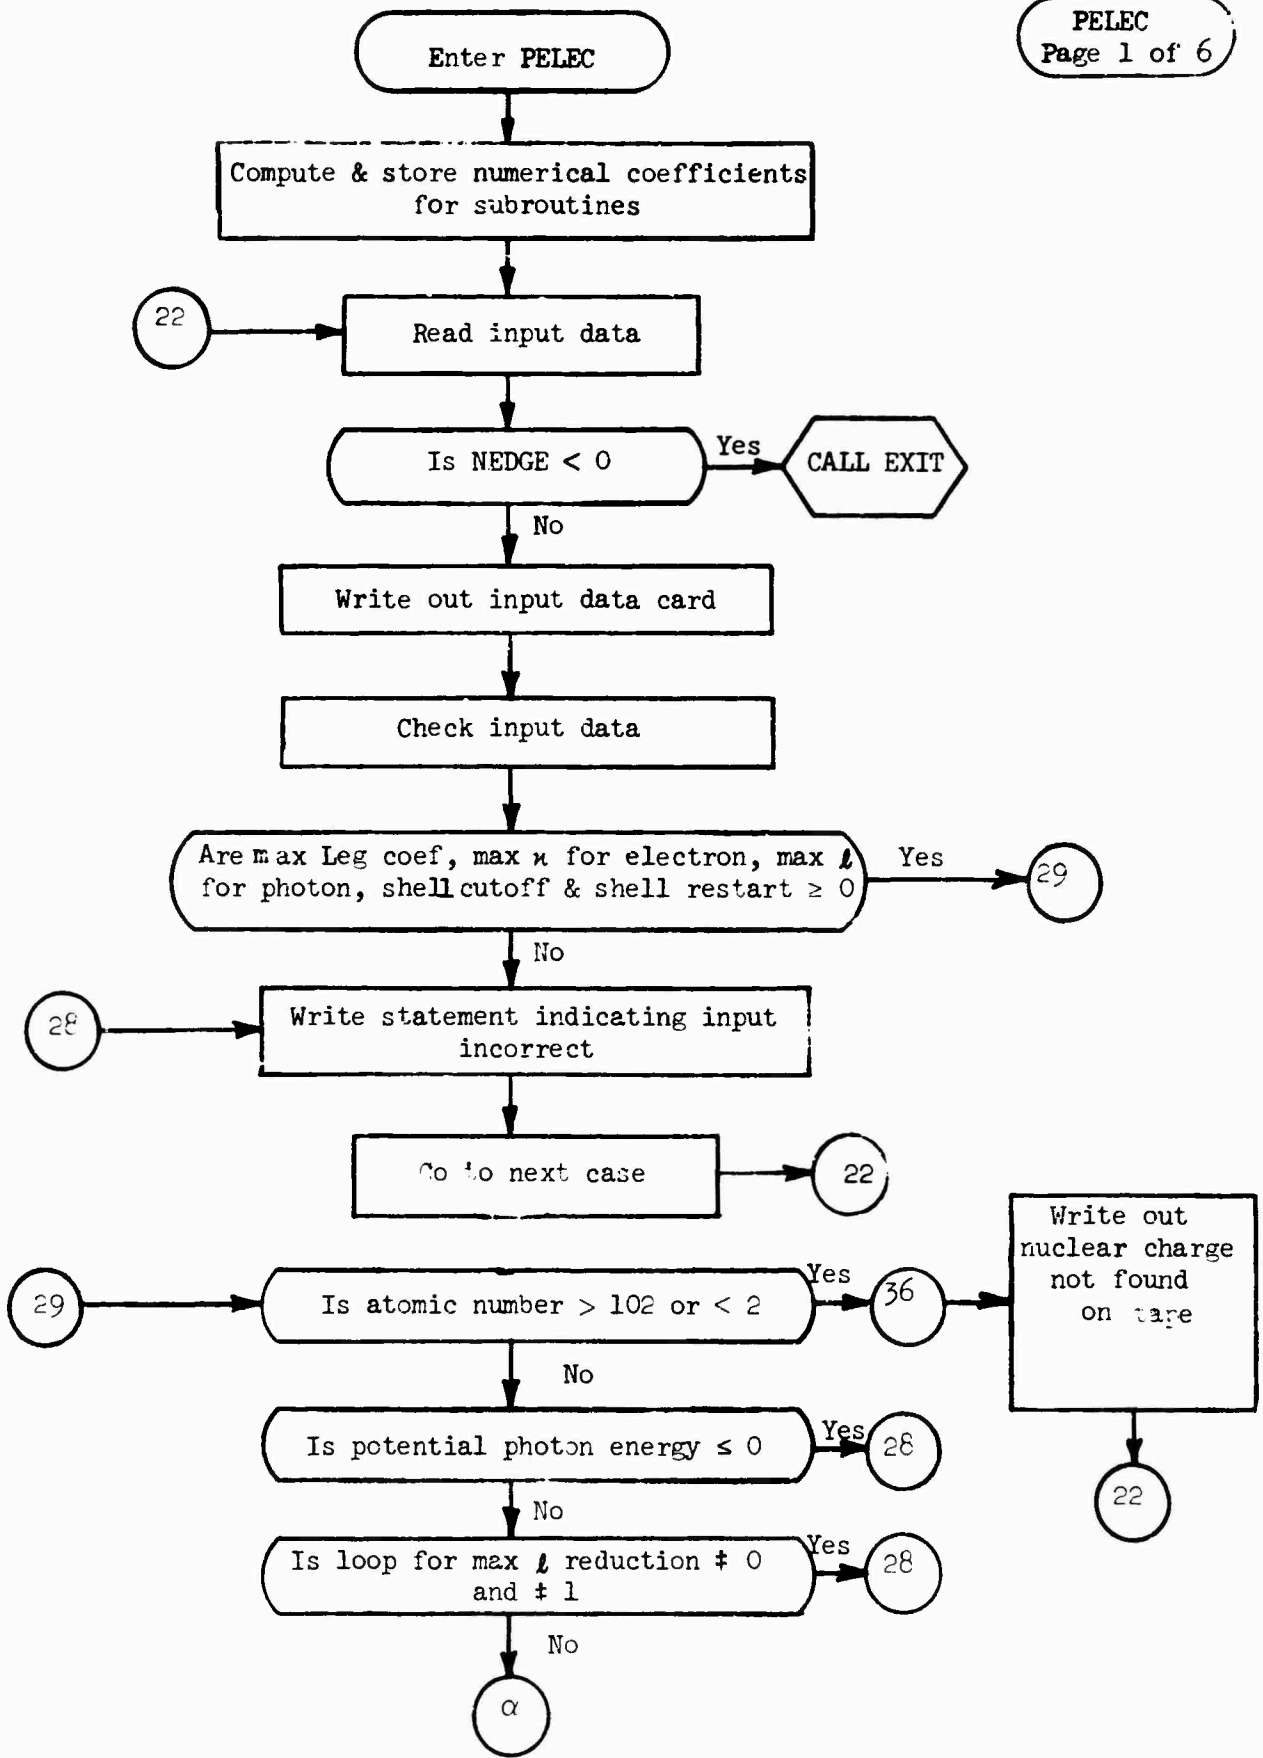 PELEC
Page 1 of 6
Enter PELEC
Compute & store numerical coefficients
for subroutines
22
Read input data
Is NEDGE < 0
Yes
CALL EXIT
No
Write out input data card
Check input data
Are max Leg coef, max ϰ for electron, max ℓ
for photon, shell cutoff & shell restart ≥ 0
Yes
29
No
28
Write statement indicating input
incorrect
Go to next case
22
Write out
nuclear charge
not found
on tape
29
Is atomic number > 102 or < 2
Yes
36
No
Is potential photon energy ≤ 0
Yes
28
22
No
Is loop for max ℓ reduction ‡ 0
and ‡ 1
Yes
28
No
α